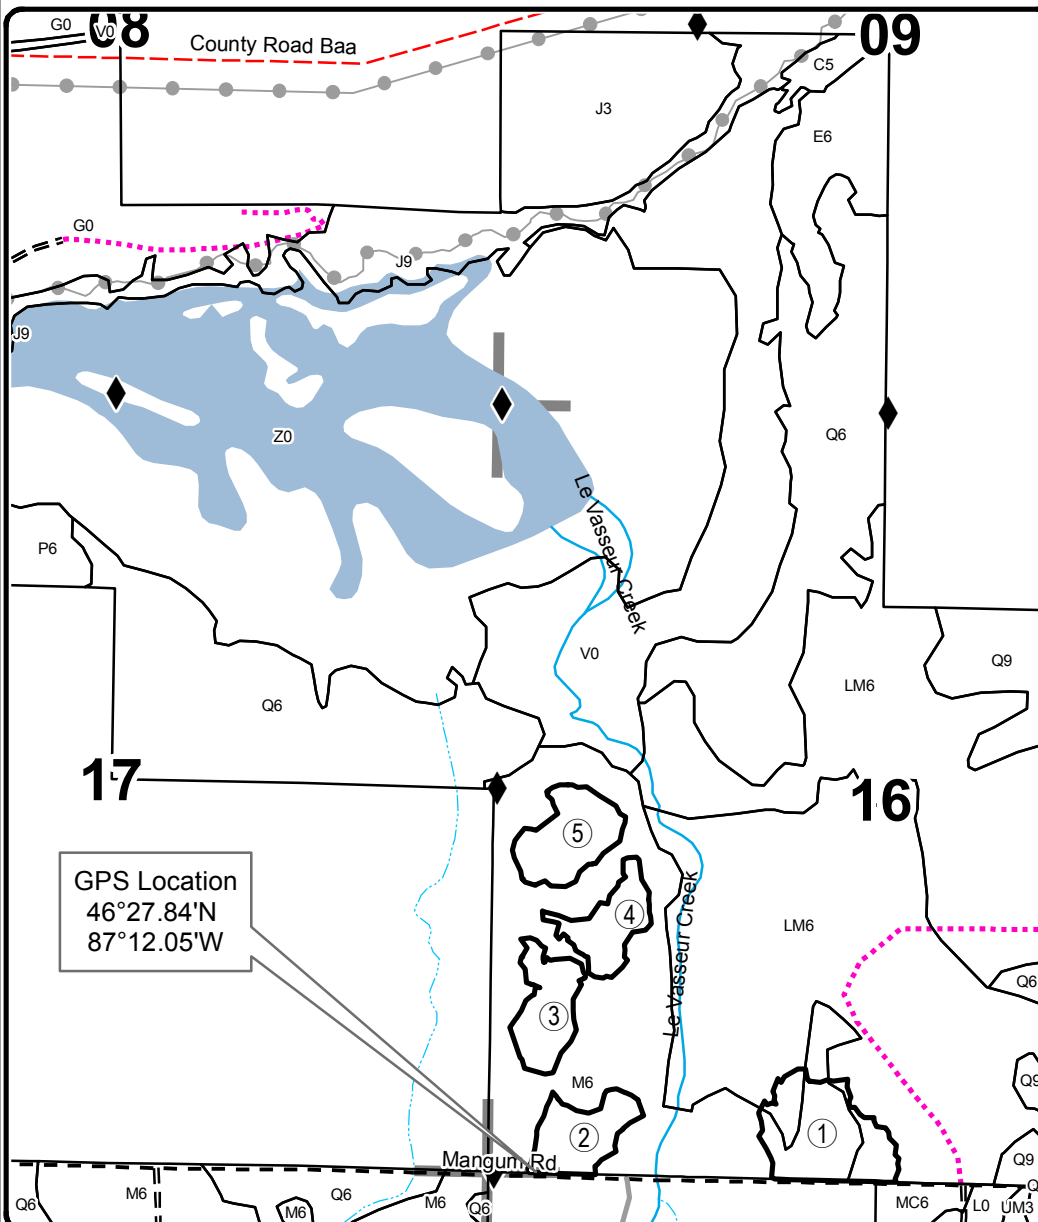 G0
V0
08
County Road Baa
09
C5
J3
E6
G0
J9
J9
Z0
Q6
P6
Le Vasseur Creek
V0
Q9
LM6
Q6
17
16
5
GPS Location
46°27.84'N
87°12.05'W
4
Le Vasseur Creek
LM6
Q6
3
M6
Q9
2
1
Mangum Rd
Q9
Q
Q6
M6
Q6
M6
M6
Q6
MC6
L0
UM3